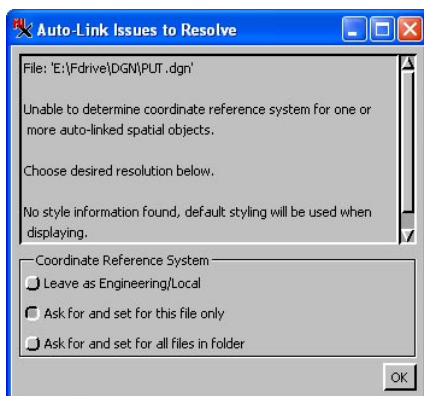 Auto-Link Issues to Resolve
File: 'E:\Fdrive\DGN\PUT.dgn'
Unable to determine coordinate reference system for one or
more auto-linked spatial objects.
Choose desired resolution below.
No style information found, default styling will be used when
displaying.
Coordinate Reference System
Leave as Engineering/Local
Ask for and set for this file only
Ask for and set for all files in folder
OK